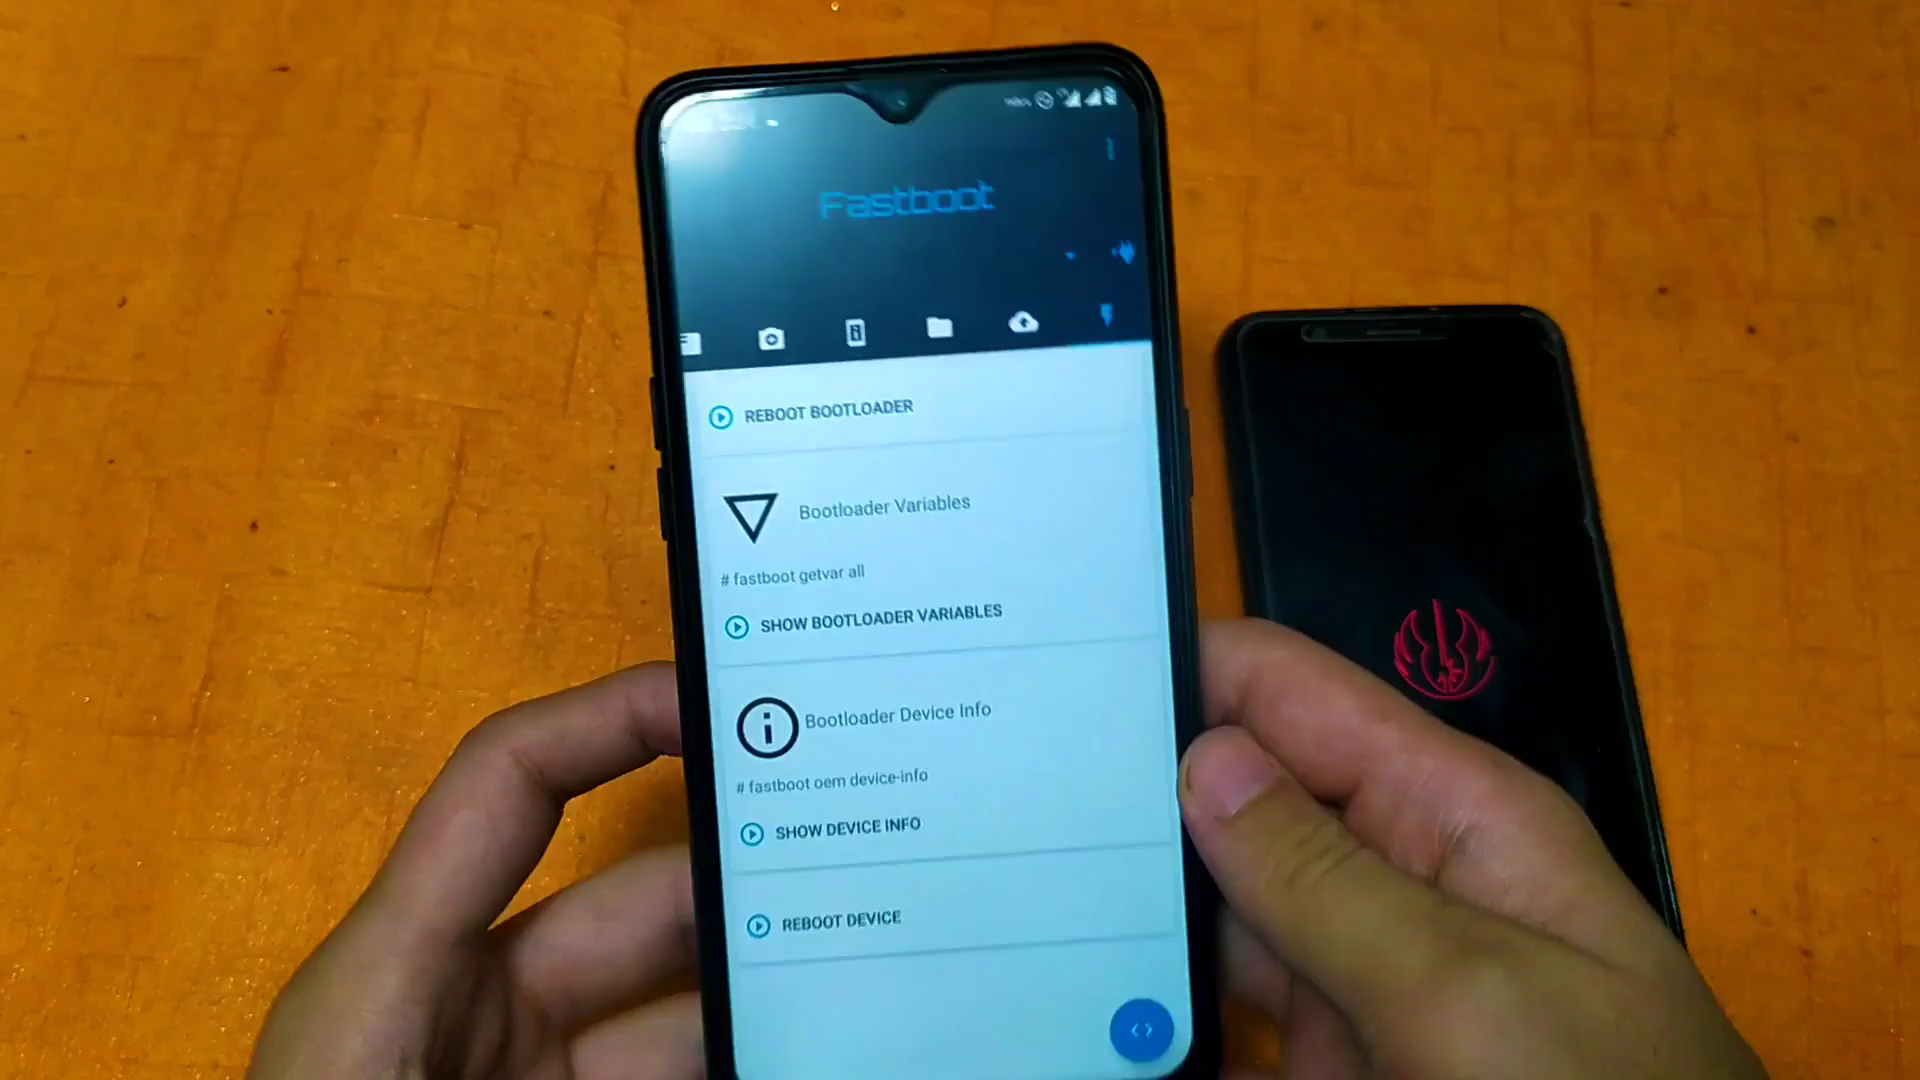 Fastboot
REBOOT BOOTLOADER
Bootloader Variables
# fastboot getvar all
SHOW BOOTLOADER VARIABLES
Bootloader Device Info
# fastboot oem device-info
SHOW DEVICE INFO
REBOOT DEVICE